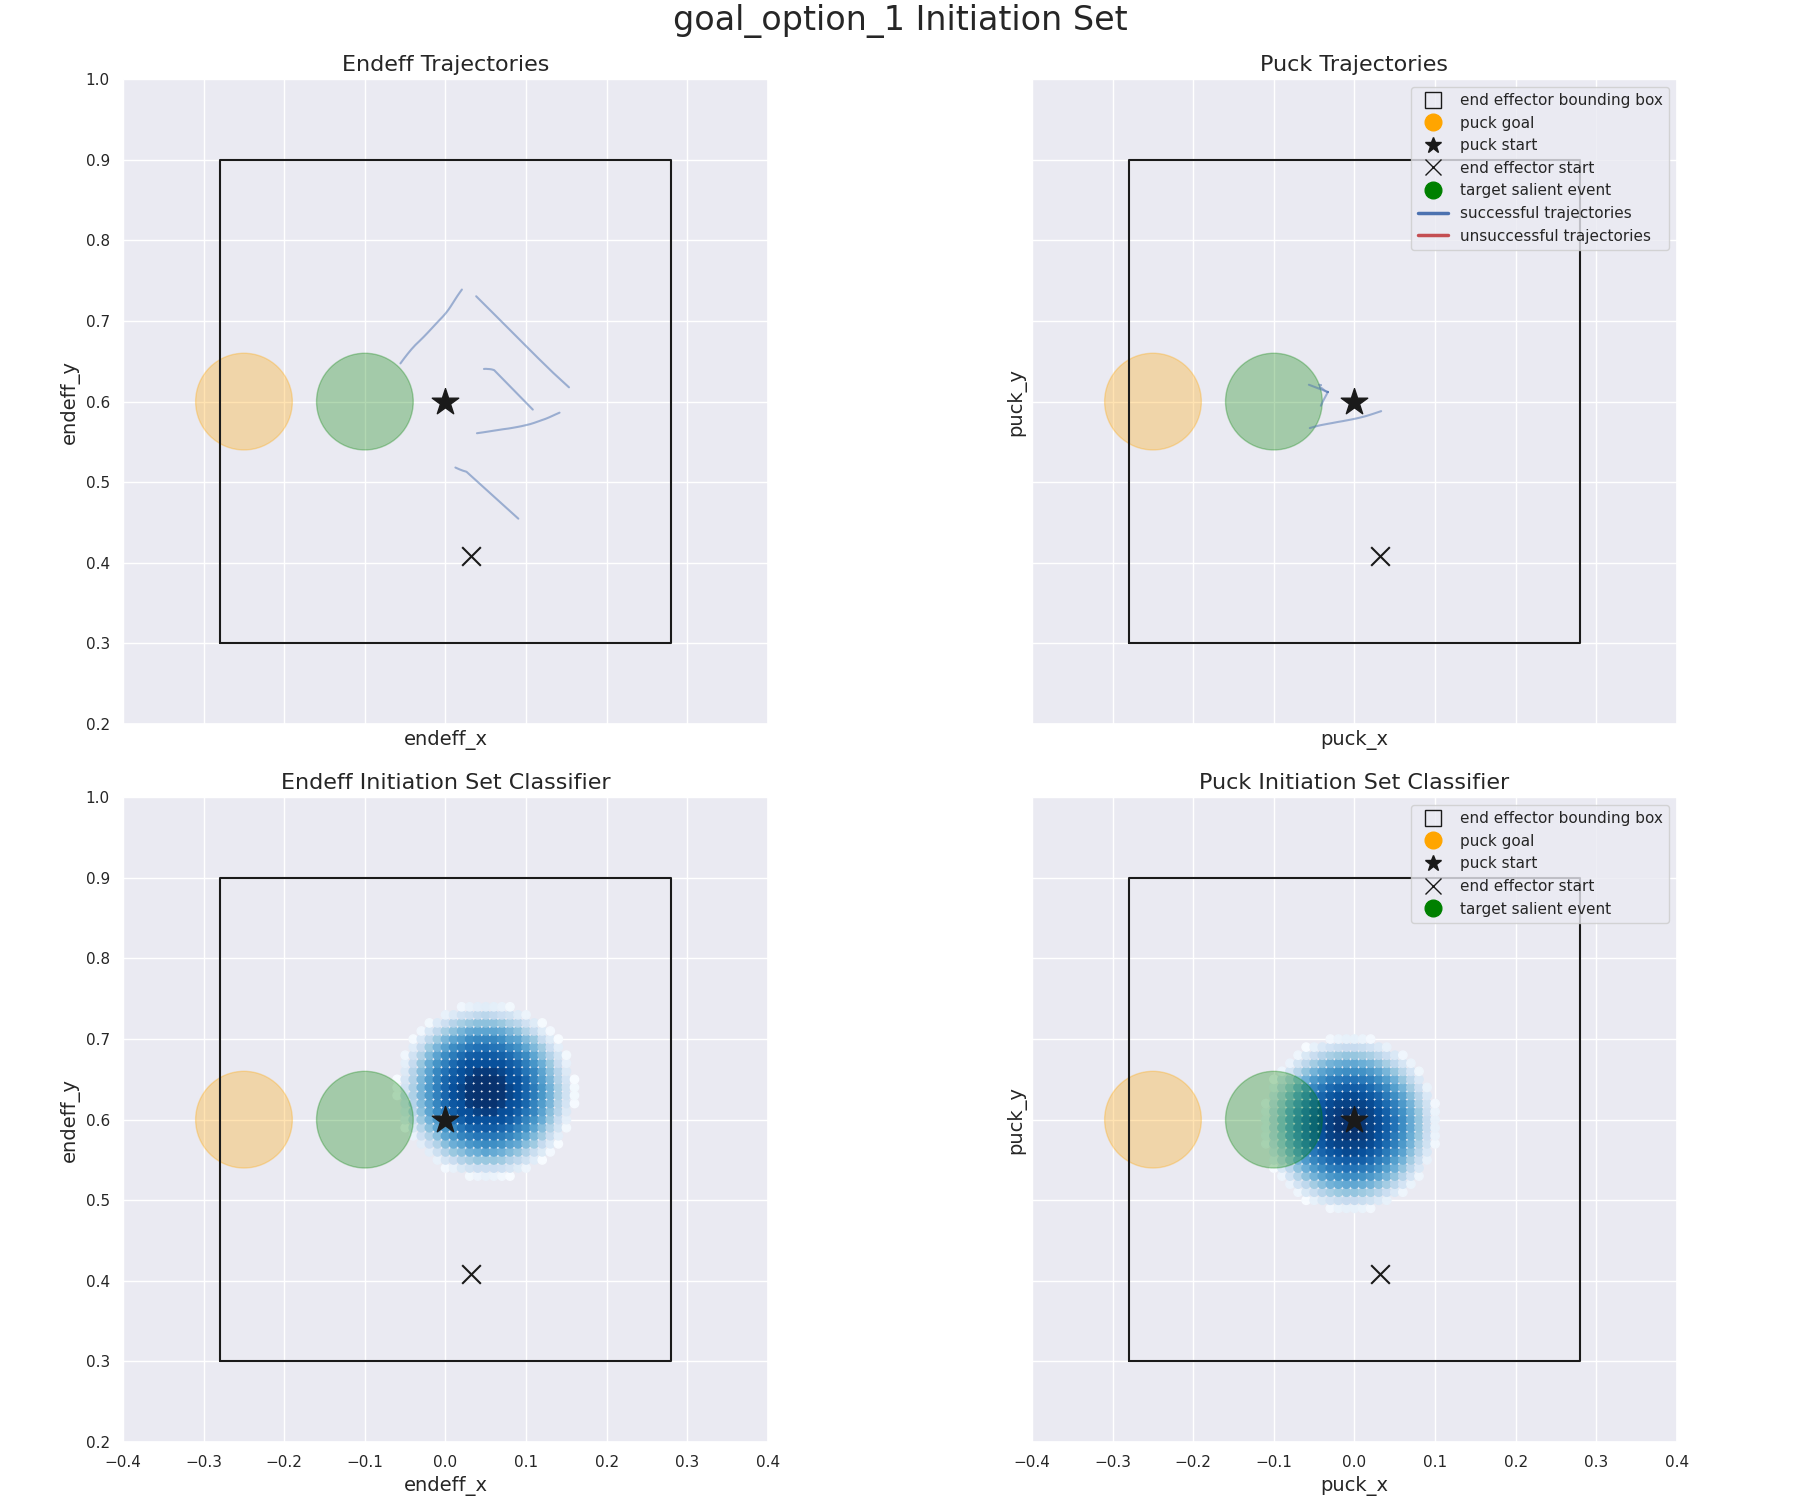 goal_option_1 Initiation Set
Endeff Trajectories
1.0
0.9
0.8
0.7
0.6
0.5
0.4
0.3
0.2
endeff_y
endeff_x
Puck Trajectories
end effector bounding box
puck goal
puck start
end effector start
target salient event
successful trajectories
unsuccessful trajectories
puck_y
puck_x
Endeff Initiation Set Classifier
1.0
0.9
0.8
0.7
0.6
0.5
0.4
0.3
0.2
endeff_y
−0.4 −0.3 −0.2 −0.1 0.0 0.1 0.2 0.3 0.4
endeff_x
Puck Initiation Set Classifier
end effector bounding box
puck goal
puck start
end effector start
target salient event
puck_y
−0.4 −0.3 −0.2 −0.1 0.0 0.1 0.2 0.3 0.4
puck_x